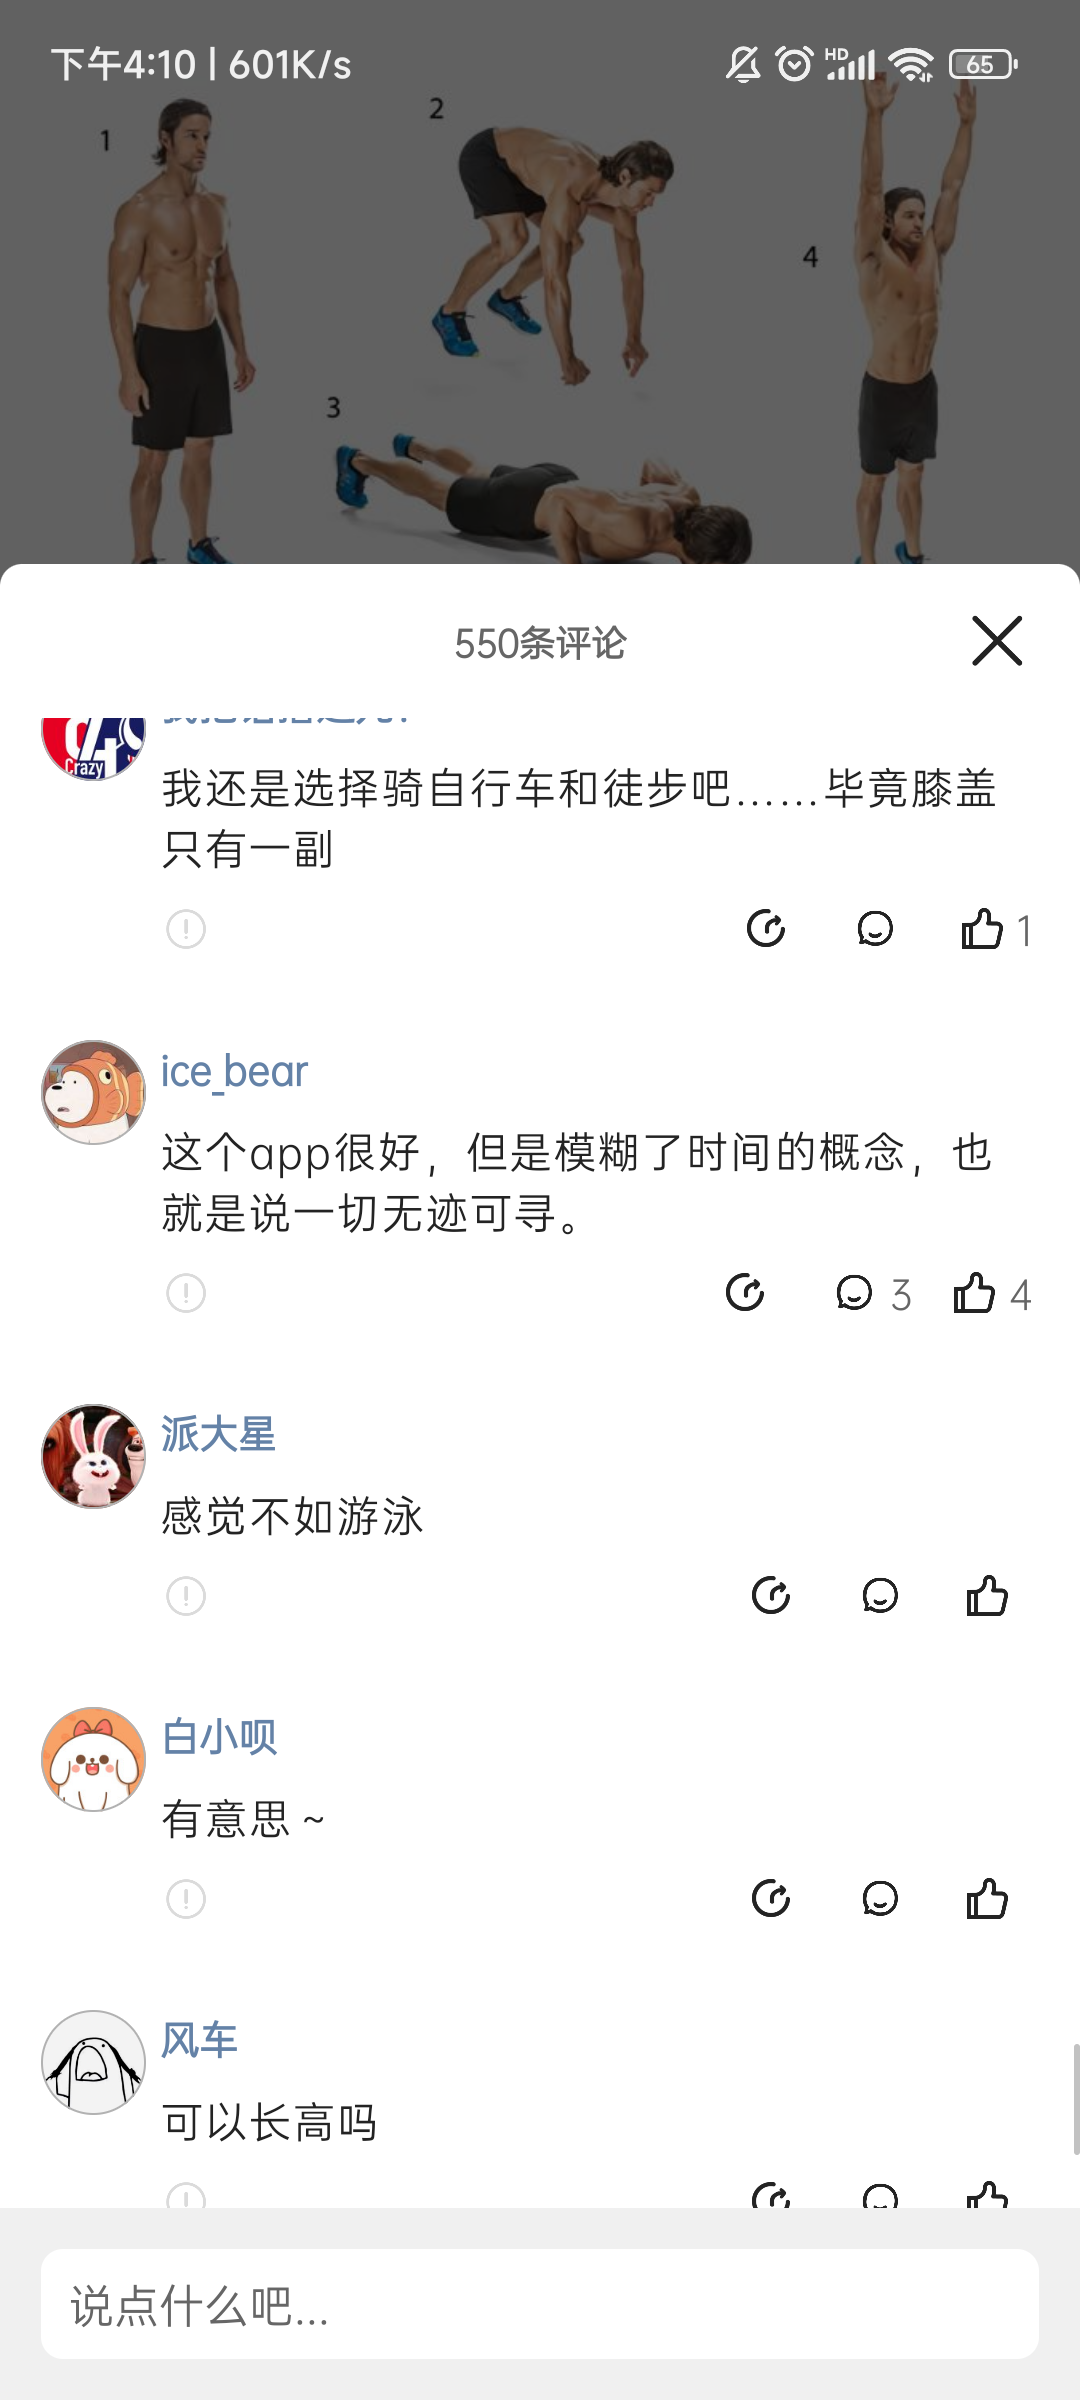 下午4:10 | 601K/s
HD
65
1
2
3
4
550条评论
Crazy
我还是选择骑自行车和徒步吧……毕竟膝盖
只有一副
1
ice_bear
这个app很好，但是模糊了时间的概念，也
就是说一切无迹可寻。
3
4
派大星
感觉不如游泳
白小呗
有意思～
风车
可以长高吗
说点什么吧...